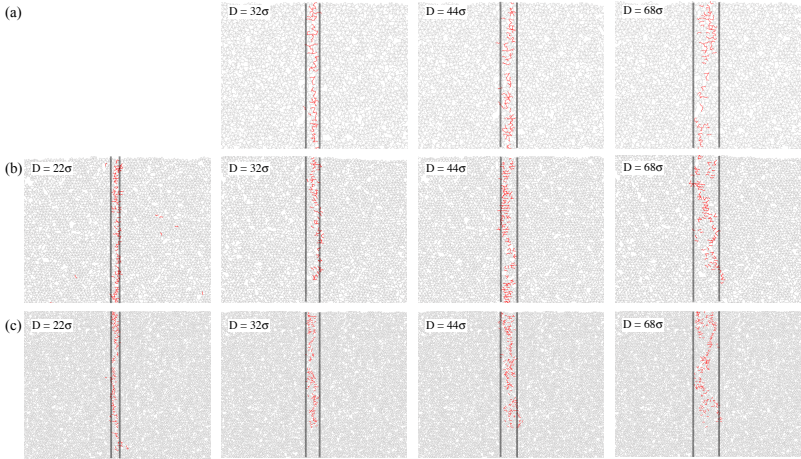 (a)
D = 32σ
D = 44σ
D = 68σ
(b)
D = 22σ
D = 32σ
D = 44σ
D = 68σ
(c)
D = 22σ
D = 32σ
D = 44σ
D = 68σ